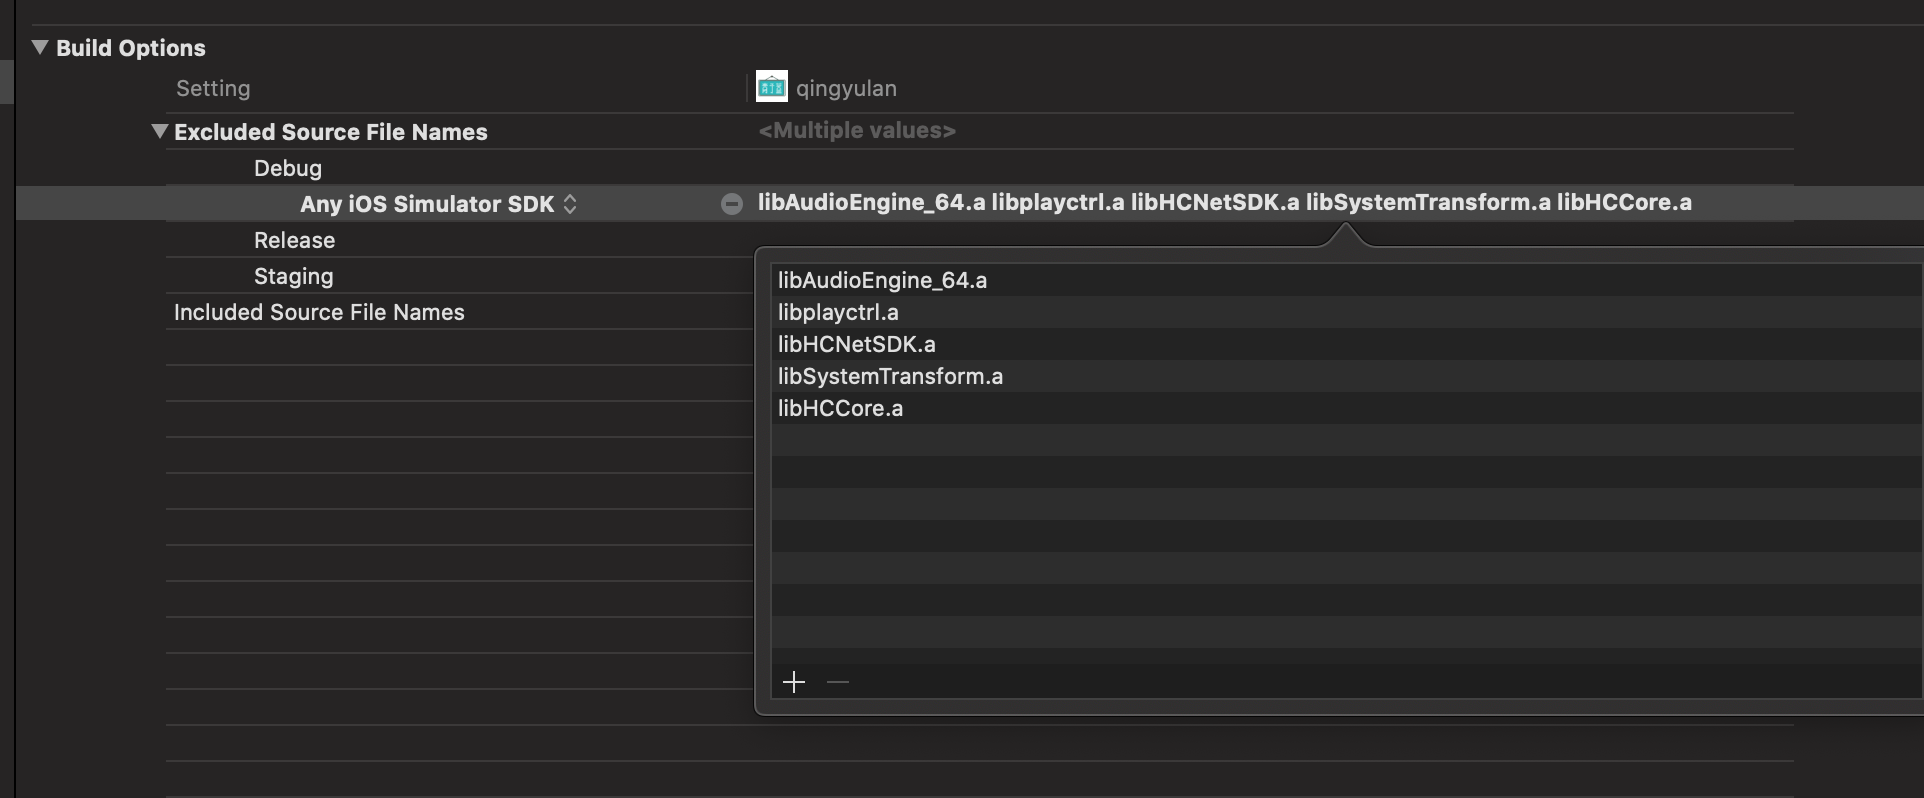 Build Options
Setting qingyulan
Excluded Source File Names <Multiple values>
Debug
Any iOS Simulator SDK libAudioEngine_64.a libplayctrl.a libHCNetSDK.a libSystemTransform.a libHCCore.a
Release
Staging
Included Source File Names
libAudioEngine_64.a
libplayctrl.a
libHCNetSDK.a
libSystemTransform.a
libHCCore.a